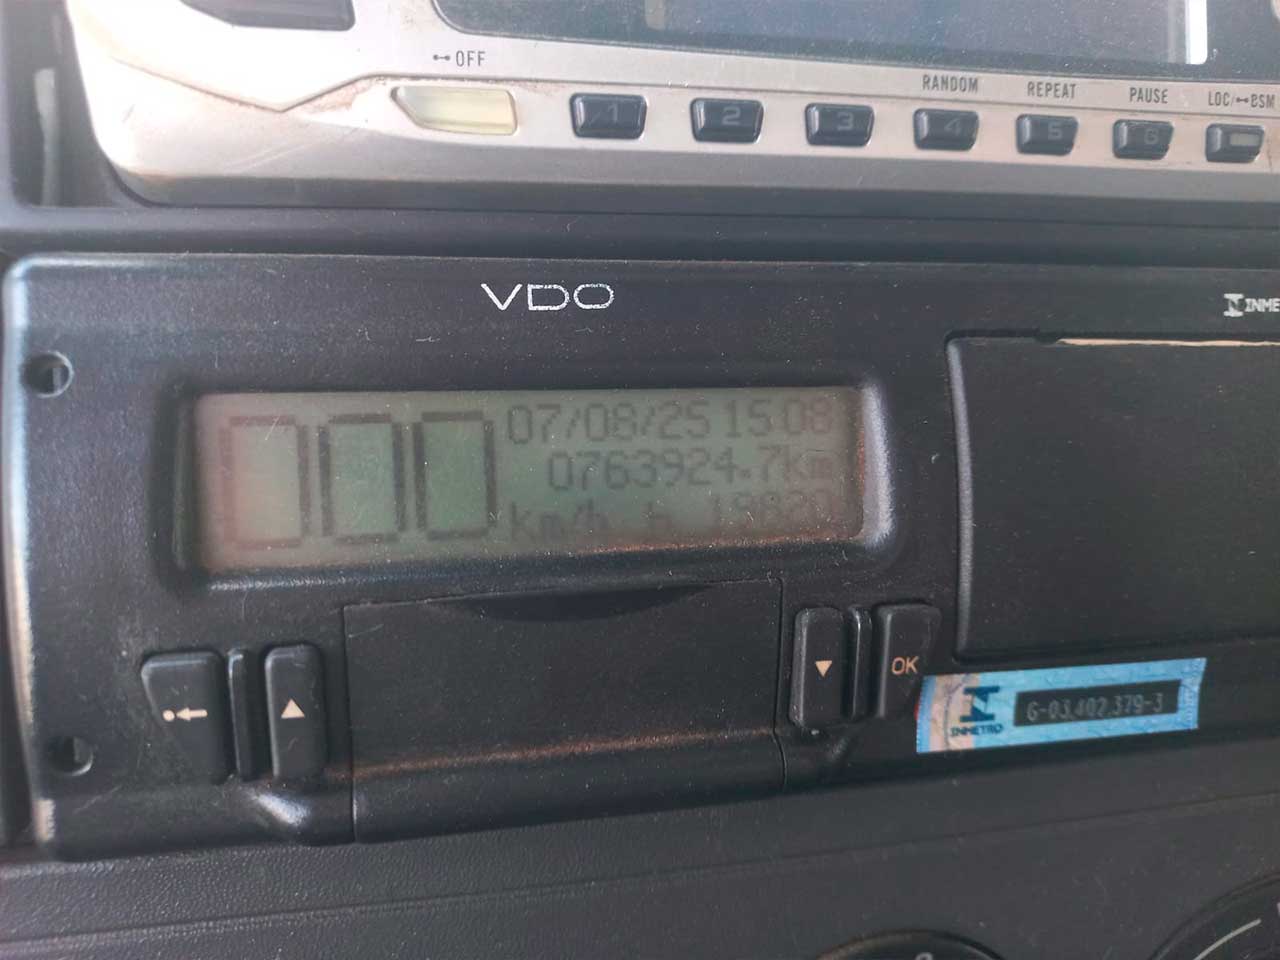 OFF
RANDOM REPEAT PAUSE LOC/ BSM
1 2 3 4 5 6
VDO
INME
000
07/08/25 15:08
0763924.7km
km/h
OK
INMETRO
G-03.402.379-3